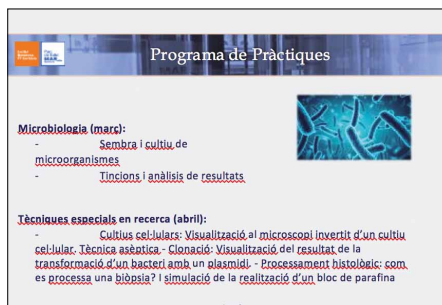 Programa de Pràctiques
Microbiologia (març):
- Sembra i cultiu de
microorganismes
- Tincions i anàlisis de resultats
Tècniques especials en recerca (abril):
- Cultius cel·lulars: Visualització al microscopi invertit d'un cultiu
cel·lular. Tècnica asèptica - Clonació: Visualització del resultat de la
transformació d'un bacteri amb un plasmidi. - Processament histològic: com
es processa una biòpsia? I simulació de la realització d'un bloc de parafina